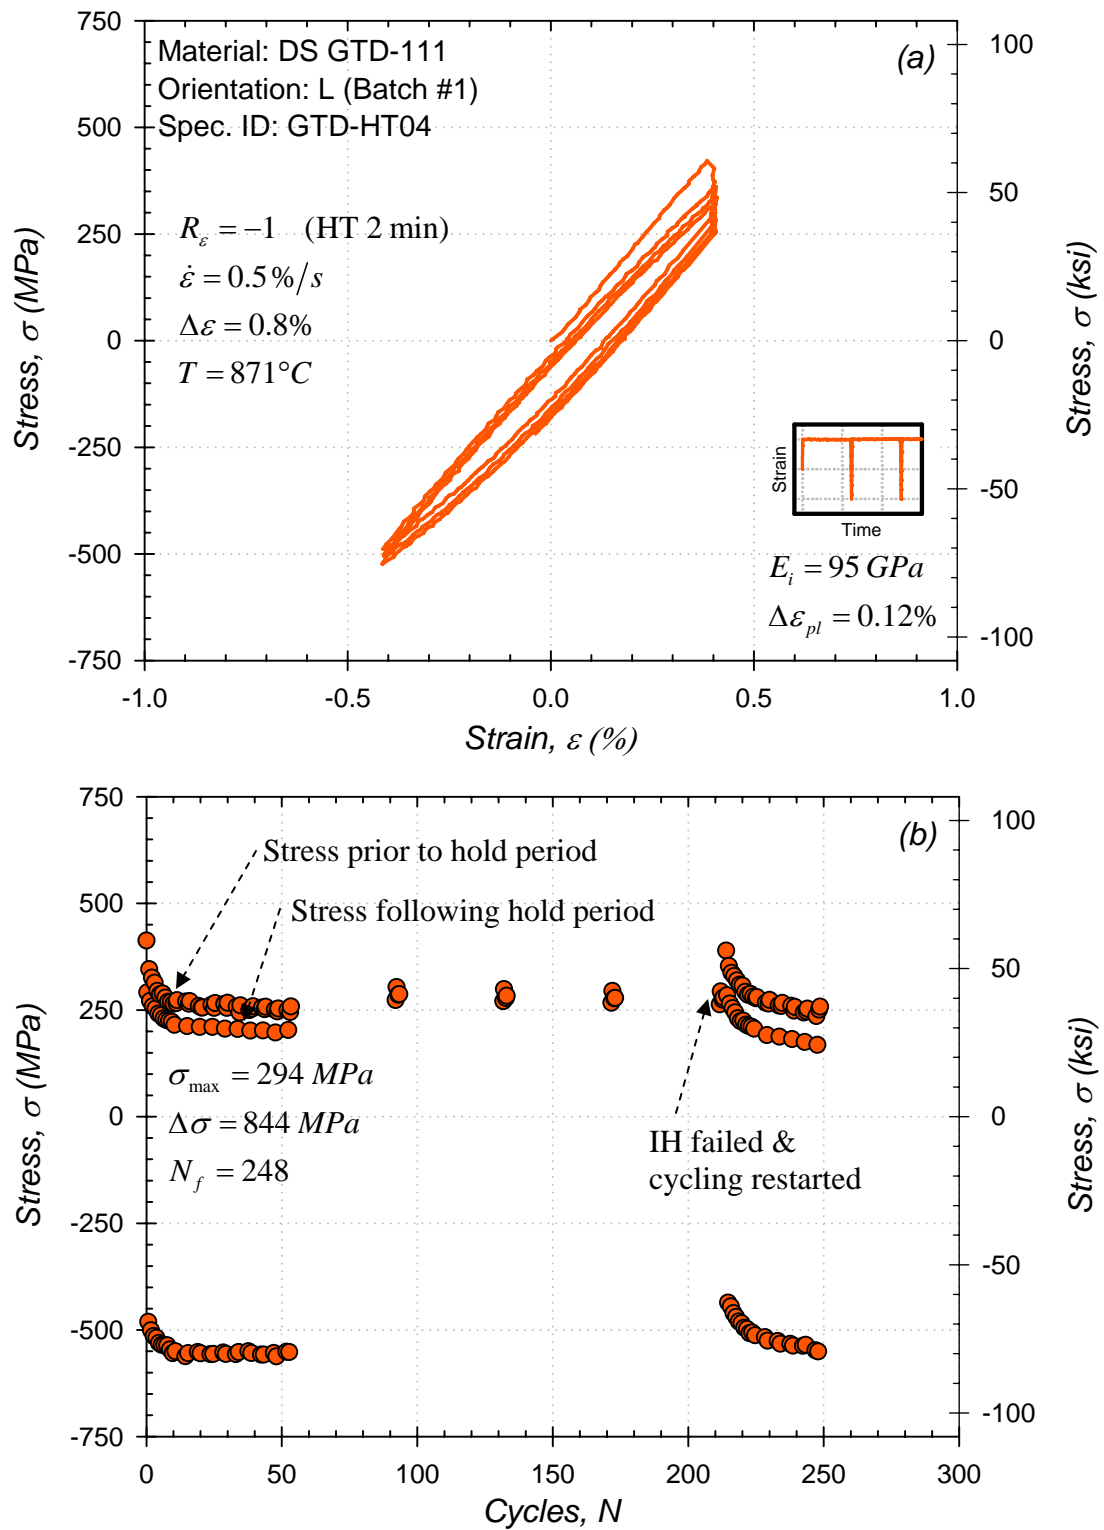 750
500
250
0
-250
-500
-750
Stress, σ (MPa)
100
50
0
-50
-100
Stress, σ (ksi)
(a)
Material: DS GTD-111
Orientation: L (Batch #1)
Spec. ID: GTD-HT04
R_ε = −1 (HT 2 min)
ε̇ = 0.5%/s
Δε = 0.8%
T = 871°C
Strain
Time
E_i = 95 GPa
Δε_pl = 0.12%
-1.0 -0.5 0.0 0.5 1.0
Strain, ε (%)
750
500
250
0
-250
-500
-750
Stress, σ (MPa)
100
50
0
-50
-100
Stress, σ (ksi)
(b)
Stress prior to hold period
Stress following hold period
σ_max = 294 MPa
Δσ = 844 MPa
N_f = 248
IH failed &
cycling restarted
0 50 100 150 200 250 300
Cycles, N